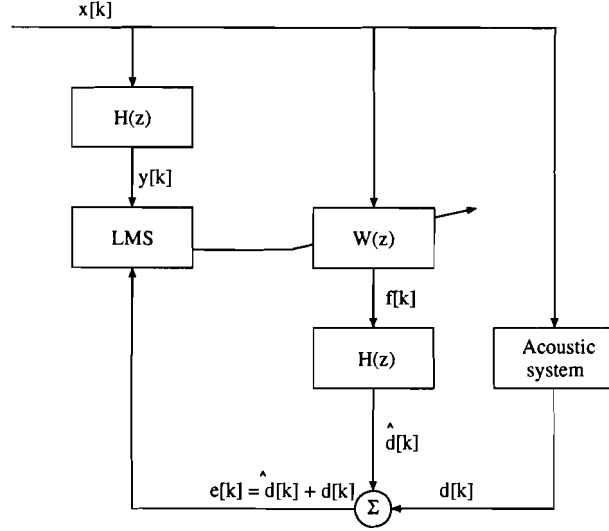 x[k]
H(z)
y[k]
LMS
W(z)
f[k]
H(z)
Acoustic
system
^
d[k]
e[k] = ^d[k] + d[k]
d[k]
Σ